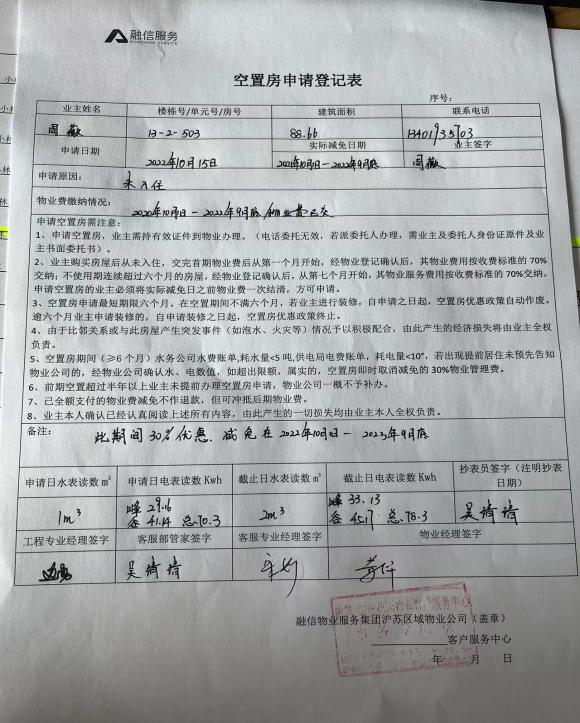 融信服务
RONSHINE SERVICE
空置房申请登记表
序号：
业主姓名 楼栋号/单元号/房号 建筑面积 联系电话
周薇 13-2-503 88.66 13401935703
申请日期 实际减免日期 业主签字
2022年10月15日 2020年10月1日-2022年9月底 周薇
申请原因： 未入住
物业费缴纳情况： 2020年10月1日-2022年9月底/物业费已交
申请空置房需注意：
1、申请空置房，业主需持有效证件到物业办理。（电话委托无效，若派委托人办理，需业主及委托人身份证原件及业
主书面委托书）。
2、业主购买房屋后从未入住，交完首期物业费后从第一个月开始，经物业登记确认后，其物业费用按收费标准的 70%
交纳；不使用期连续超过六个月的房屋，经物业登记确认后，从第七个月开始，其物业服务费用按收费标准的 70%交纳，
申请空置房的业主必须将实际减免日之前物业费一次结清，方可申请。
3、空置房申请最短期限六个月，在空置期间不满六个月，若业主进行装修，自申请之日起，空置房优惠政策自动作废。
逾六个月业主申请装修的，自申请装修之日起，空置房优惠政策终止。
4、由于比邻关系或与此房屋产生突发事件（如泡水、火灾等）情况予以积极配合，由此产生的经济损失将由业主全权
负责。
5、空置房期间（≥6 个月）水务公司水费账单,耗水量<5 吨,供电局电费账单，耗电量<10°，若出现提前居住未预先告知
物业公司的，经物业公司确认水、电数值，如超出限额，属实的，空置房即时取消减免的 30%物业管理费。
6、前期空置超过半年以上业主未提前办理空置房申请，物业公司一概不予补办。
7、已全额支付的物业费减免不作退款，但可冲抵后期物业费。
8、业主本人确认已经认真阅读上述所有内容，由此产生的一切损失均由业主本人全权负责。
备注： 此期间30%优惠.减免在2022年10月1日-2023年9月底
申请日水表读数 m³ 申请日电表读数 Kwh 截止日水表读数 m³ 截止日电表读数 Kwh 抄表员签字（注明抄表
日期）
1m³ 峰 29.6 2m³ 峰 33.13 吴清琦
谷 41.14 总.70.3 谷 45.17 总.78.3
工程专业经理签字 客服部管家签字 客服专业经理签字 物业经理签字
吴清琦
融信物业服务集团沪苏区域物业公司（盖章）
客户服务中心
年 月 日